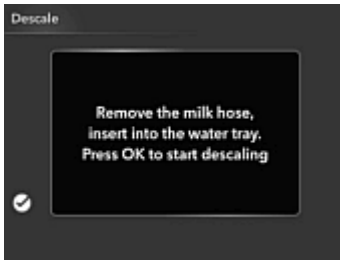 Descale
Remove the milk hose,
insert into the water tray.
Press OK to start descaling